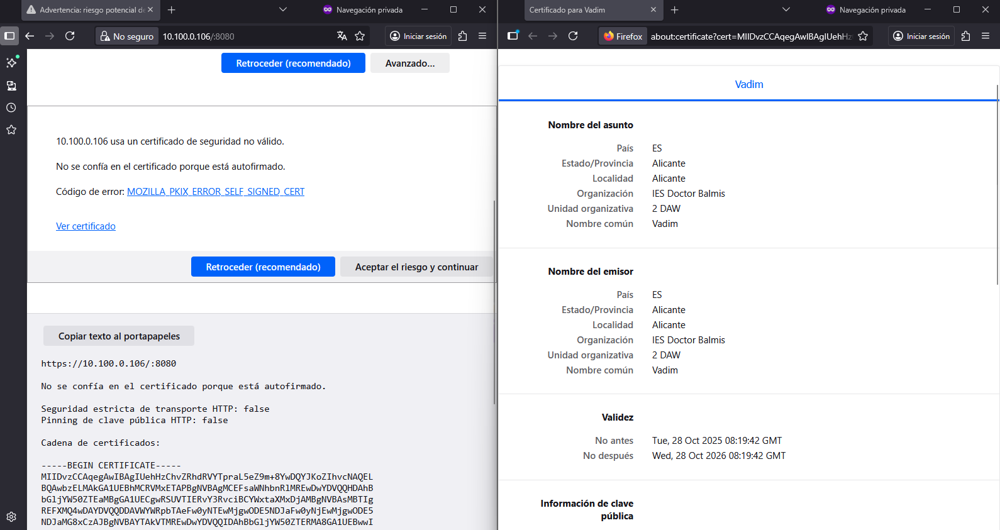 Advertencia: riesgo potencial de
Navegación privada
No seguro
10.100.0.106/:8080
Iniciar sesión
Retroceder (recomendado)
Avanzado...
10.100.0.106 usa un certificado de seguridad no válido.
No se confía en el certificado porque está autofirmado.
Código de error: MOZILLA_PKIX_ERROR_SELF_SIGNED_CERT
Ver certificado
Retroceder (recomendado)
Aceptar el riesgo y continuar
Copiar texto al portapapeles
https://10.100.0.106/:8080
No se confía en el certificado porque está autofirmado.
Seguridad estricta de transporte HTTP: false
Pinning de clave pública HTTP: false
Cadena de certificados:
-----BEGIN CERTIFICATE-----
MIIDvzCCAqegAwIBAgIUehHzChvZRhdRVYTpraL5eZ9m+8YwDQYJKoZIhvcNAQEL
BQAwbzELMAkGA1UEBhMCRVMxETAPBgNVBAgMCEFsaWNhbnRlMREwDwYDVQQHDAhB
bGljYW50ZTEaMBgGA1UECgwRSUVTIERvY3RvciBCYWxtaXMxDjAMBgNVBAsMBTIg
REFXMQ4wDAYDVQQDDAVWYWRpbTAeFw0yNTEwMjgwODE5NDJaFw0yNjEwMjgwODE5
NDJaMG8xCzAJBgNVBAYTAkVTMREwDwYDVQQIDAhBbGljYW50ZTERMA8GA1UEBwwI
Certificado para Vadim
Navegación privada
Firefox
about:certificate?cert=MIIDvzCCAqegAwIBAgIUehHz
Iniciar sesión
Vadim
Nombre del asunto
País ES
Estado/Provincia Alicante
Localidad Alicante
Organización IES Doctor Balmis
Unidad organizativa 2 DAW
Nombre común Vadim
Nombre del emisor
País ES
Estado/Provincia Alicante
Localidad Alicante
Organización IES Doctor Balmis
Unidad organizativa 2 DAW
Nombre común Vadim
Validez
No antes Tue, 28 Oct 2025 08:19:42 GMT
No después Wed, 28 Oct 2026 08:19:42 GMT
Información de clave
pública